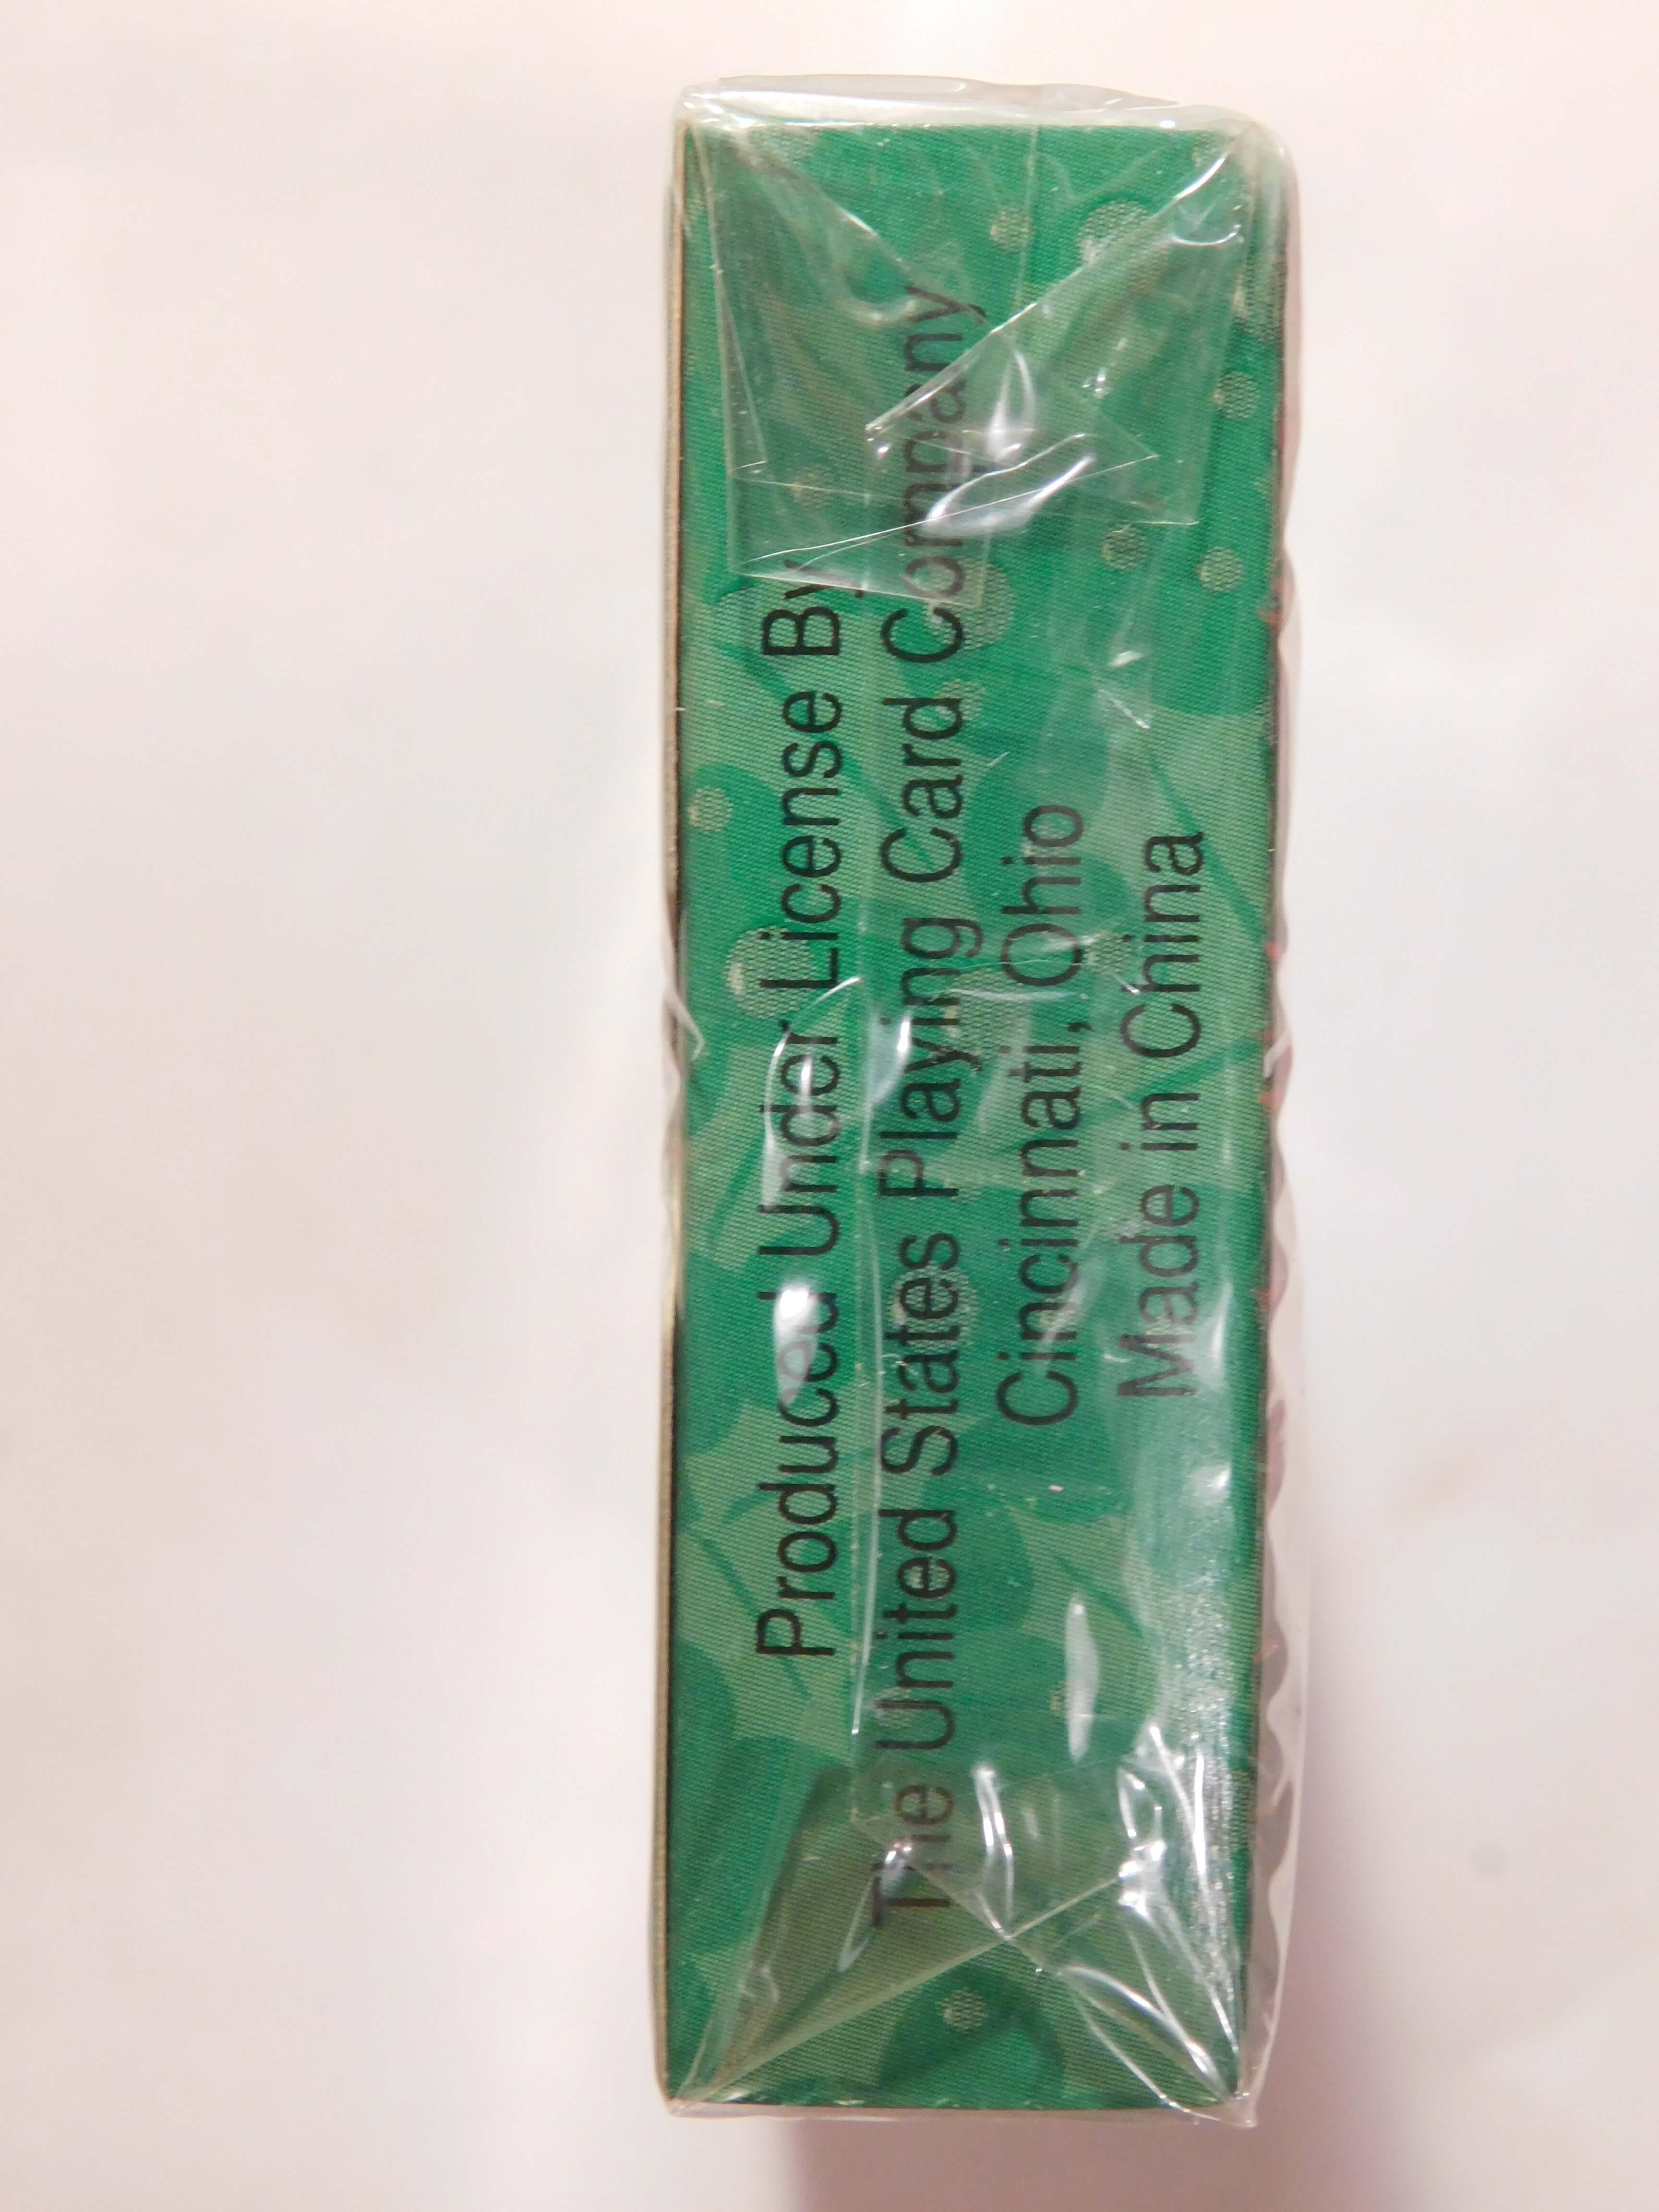 Produced Under License By
The United States Playing Card Company
Cincinnati, Ohio
Made in China